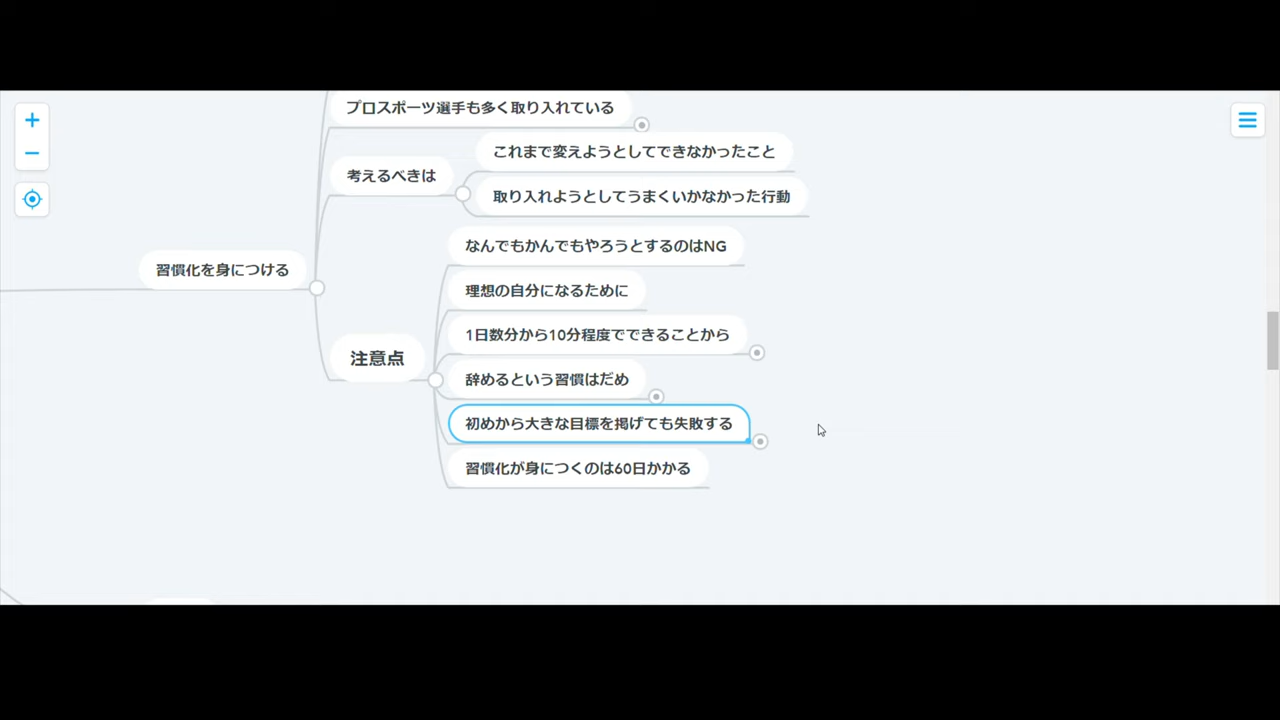 プロスポーツ選手も多く取り入れている
これまで変えようとしてできなかったこと
考えるべきは
取り入れようとしてうまくいかなかった行動
なんでもかんでもやろうとするのはNG
習慣化を身につける
理想の自分になるために
1日数分から10分程度でできることから
注意点
辞めるという習慣はだめ
初めから大きな目標を掲げても失敗する
習慣化が身につくのは60日かかる